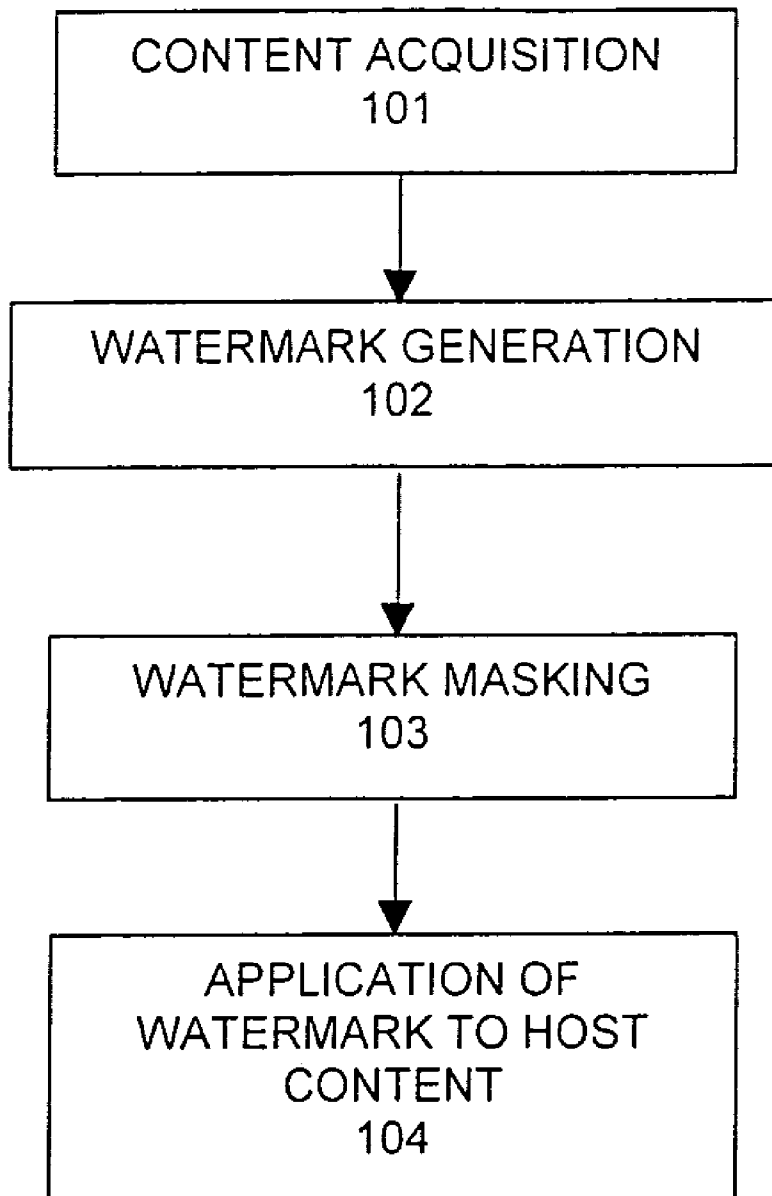 CONTENT ACQUISITION
101
WATERMARK GENERATION
102
WATERMARK MASKING
103
APPLICATION OF
WATERMARK TO HOST
CONTENT
104